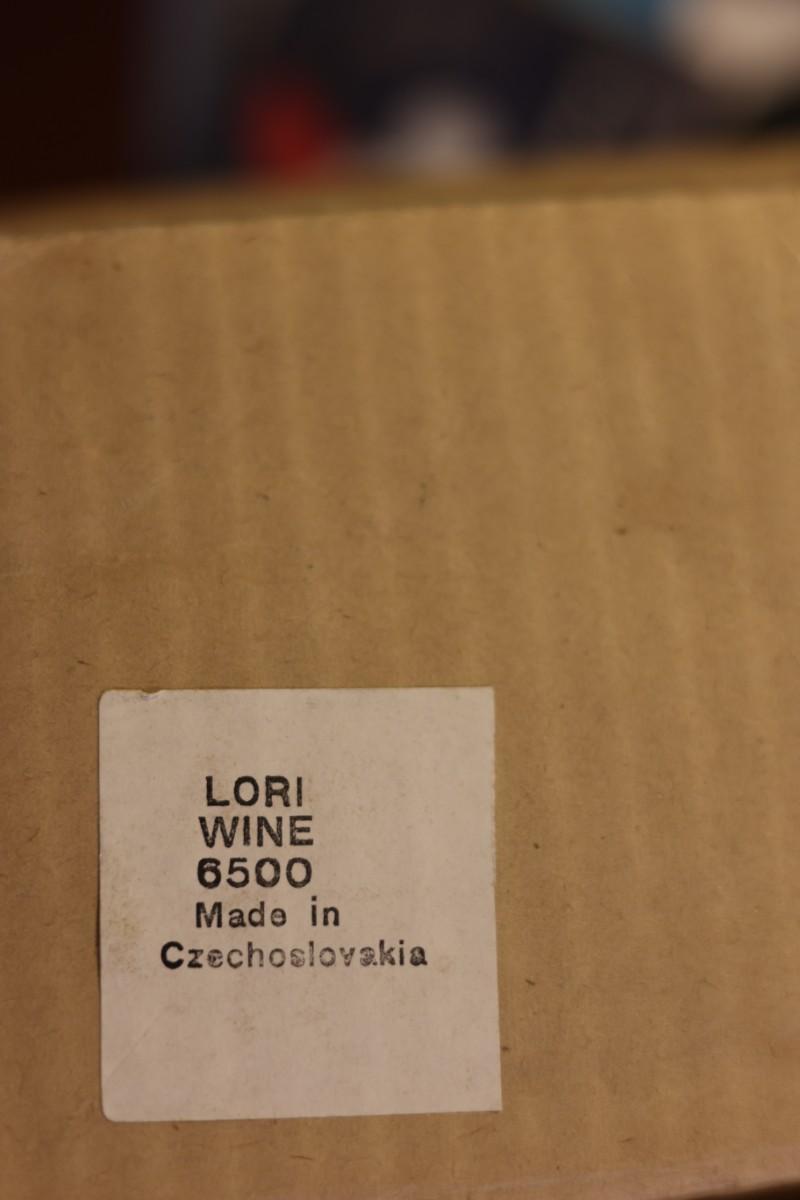 LORI
WINE
6500
Made in
Czechoslovakia